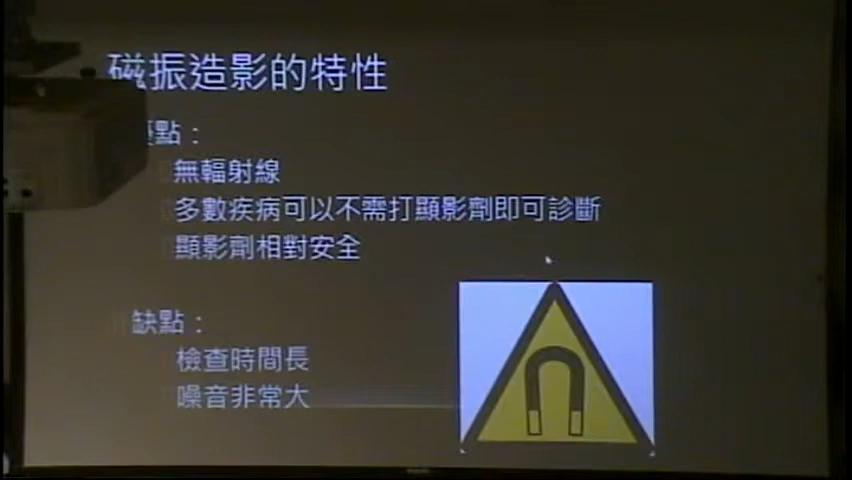 磁振造影的特性
優點：
無輻射線
多數疾病可以不需打顯影劑即可診斷
顯影劑相對安全
缺點：
檢查時間長
噪音非常大